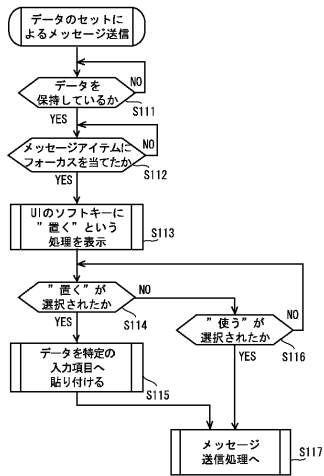 データのセットに
よるメッセージ送信
データを
保持しているか
NO
YES
S111
メッセージアイテムに
フォーカスを当てたか
NO
YES
S112
UIのソフトキーに
”置く”という
処理を表示
S113
”置く”が
選択されたか
NO
YES
S114
”使う”が
選択されたか
NO
YES
S116
データを特定の
入力項目へ
貼り付ける
S115
メッセージ
送信処理へ
S117